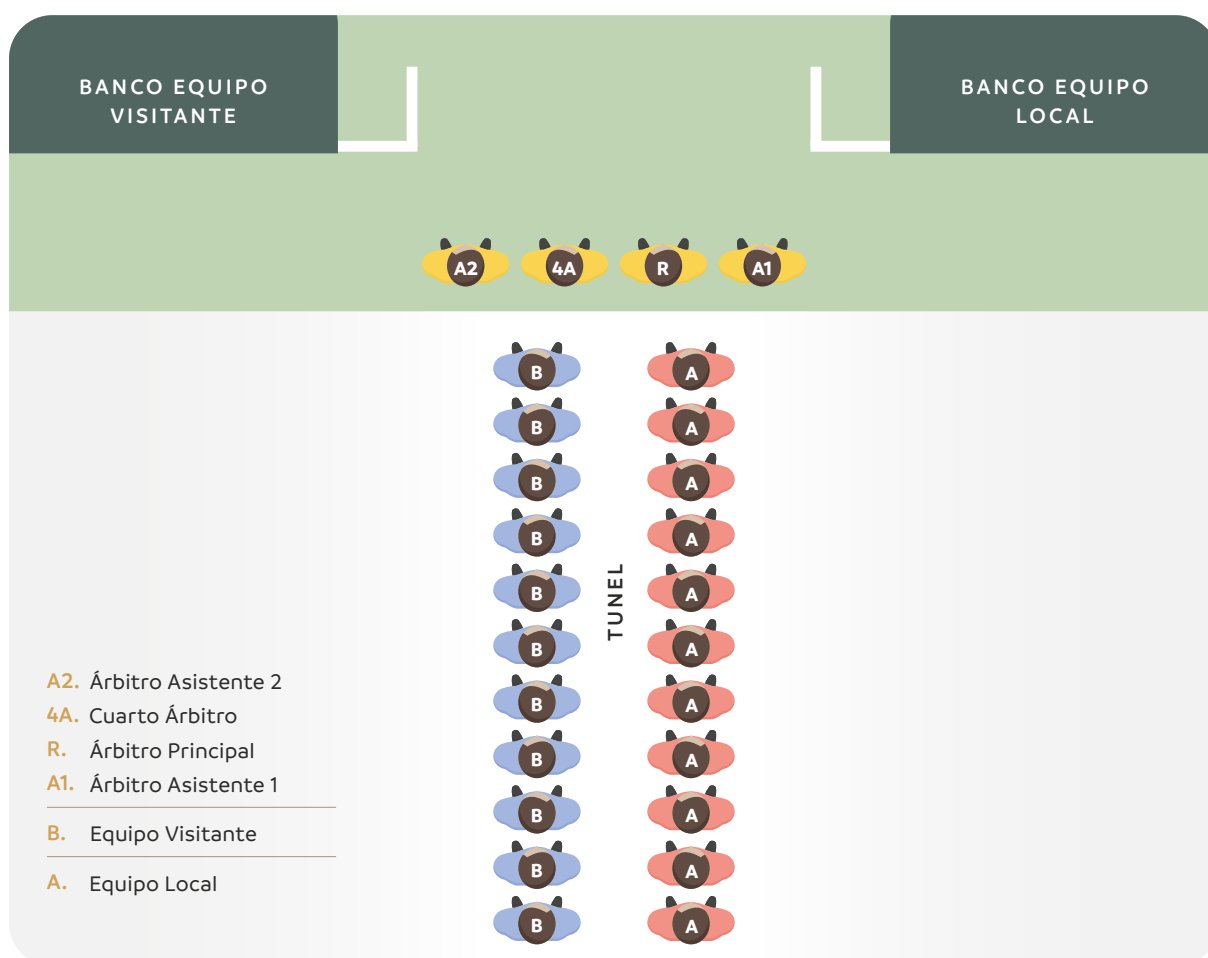 BANCO EQUIPO
VISITANTE
BANCO EQUIPO
LOCAL
A2 4A R A1
B A
B A
B A
B A
B A
TUNEL
B A
B A
B A
B A
B A
B A
A2. Árbitro Asistente 2
4A. Cuarto Árbitro
R. Árbitro Principal
A1. Árbitro Asistente 1
B. Equipo Visitante
A. Equipo Local